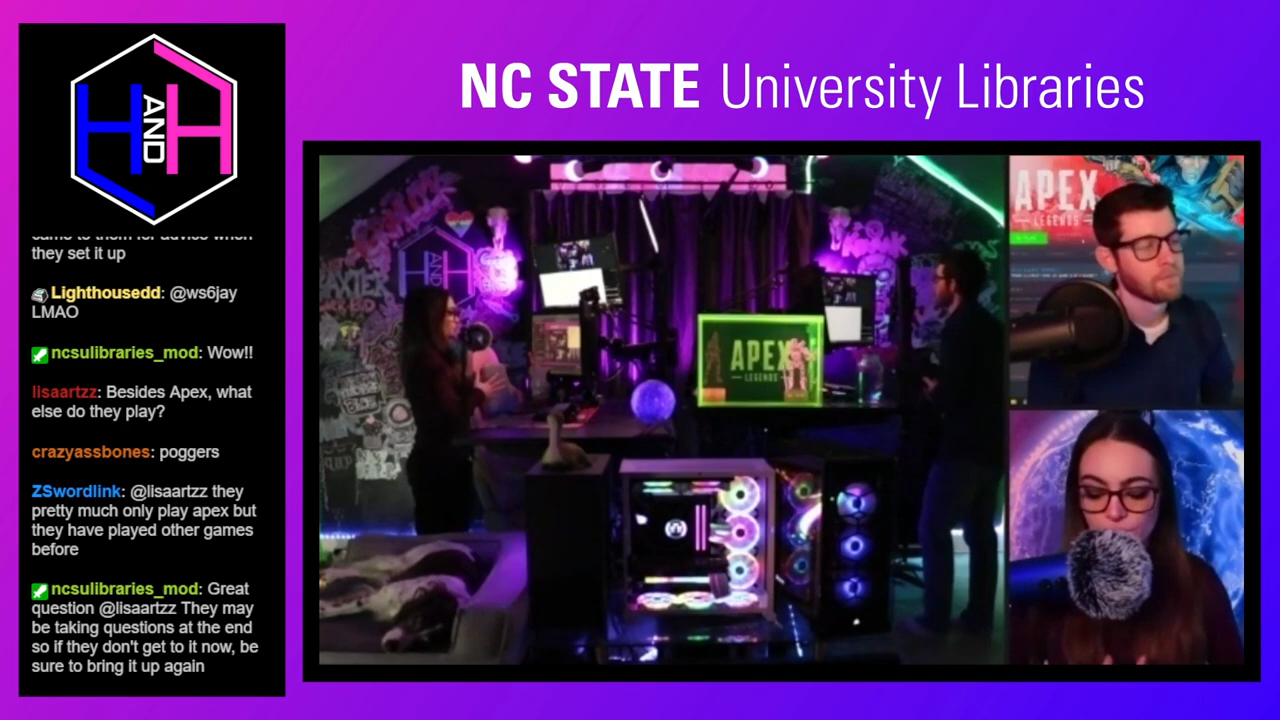 H AND H
came to them for advice when
they set it up
Lighthousedd: @ws6jay
LMAO
ncsulibraries_mod: Wow!!
lisaartzz: Besides Apex, what
else do they play?
crazyassbones: poggers
ZSwordlink: @lisaartzz they
pretty much only play apex but
they have played other games
before
ncsulibraries_mod: Great
question @lisaartzz They may
be taking questions at the end
so if they don't get to it now, be
sure to bring it up again
NC STATE University Libraries
H AND H
APEX
LEGENDS
APEX
LEGENDS